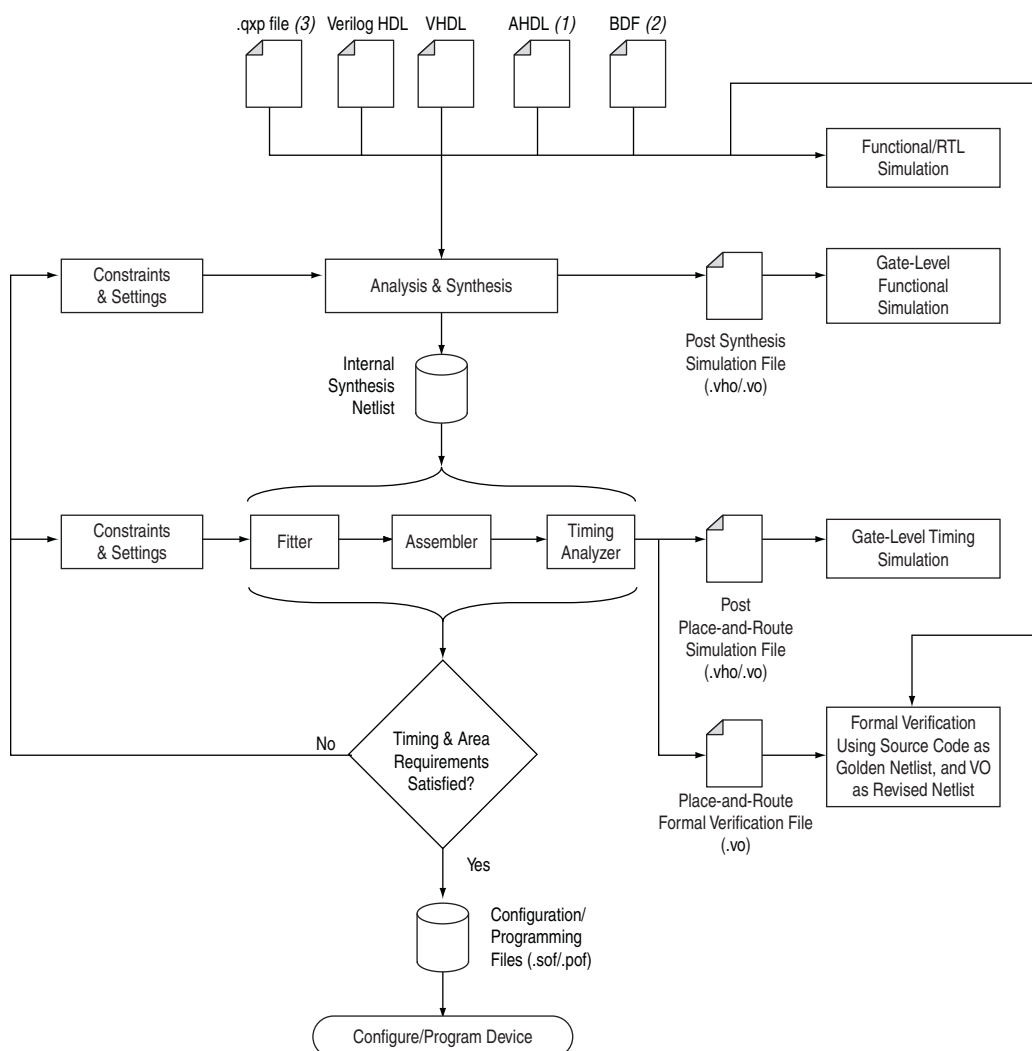 .qxp file (3)
Verilog HDL
VHDL
AHDL (1)
BDF (2)
Functional/RTL
Simulation
Constraints
& Settings
Analysis & Synthesis
Post Synthesis
Simulation File
(.vho/.vo)
Gate-Level
Functional
Simulation
Internal
Synthesis
Netlist
Constraints
& Settings
Fitter
Assembler
Timing
Analyzer
Post
Place-and-Route
Simulation File
(.vho/.vo)
Gate-Level Timing
Simulation
No
Timing & Area
Requirements
Satisfied?
Place-and-Route
Formal Verification File
(.vo)
Formal Verification
Using Source Code as
Golden Netlist, and VO
as Revised Netlist
Yes
Configuration/
Programming
Files (.sof/.pof)
Configure/Program Device